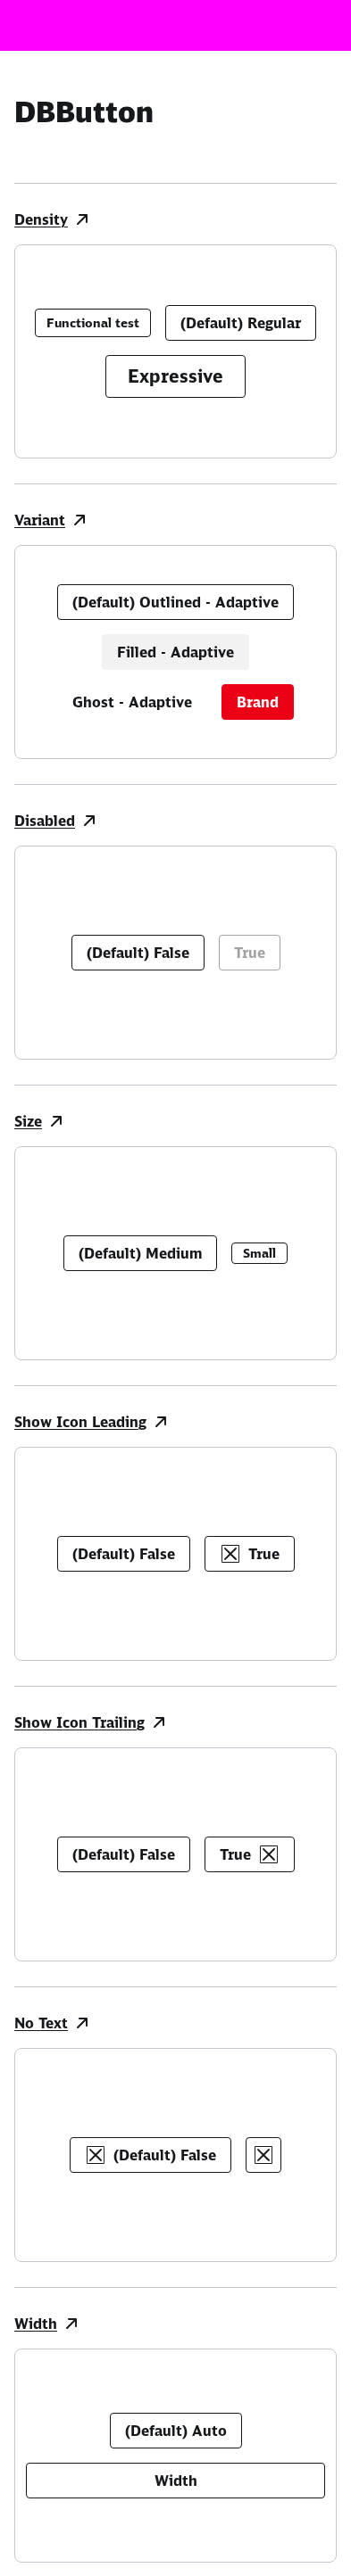 DBButton
Density
Functional test
(Default) Regular
Expressive
Variant
(Default) Outlined - Adaptive
Filled - Adaptive
Ghost - Adaptive
Brand
Disabled
(Default) False
True
Size
(Default) Medium
Small
Show Icon Leading
(Default) False
True
Show Icon Trailing
(Default) False
True
No Text
(Default) False
Width
(Default) Auto
Width